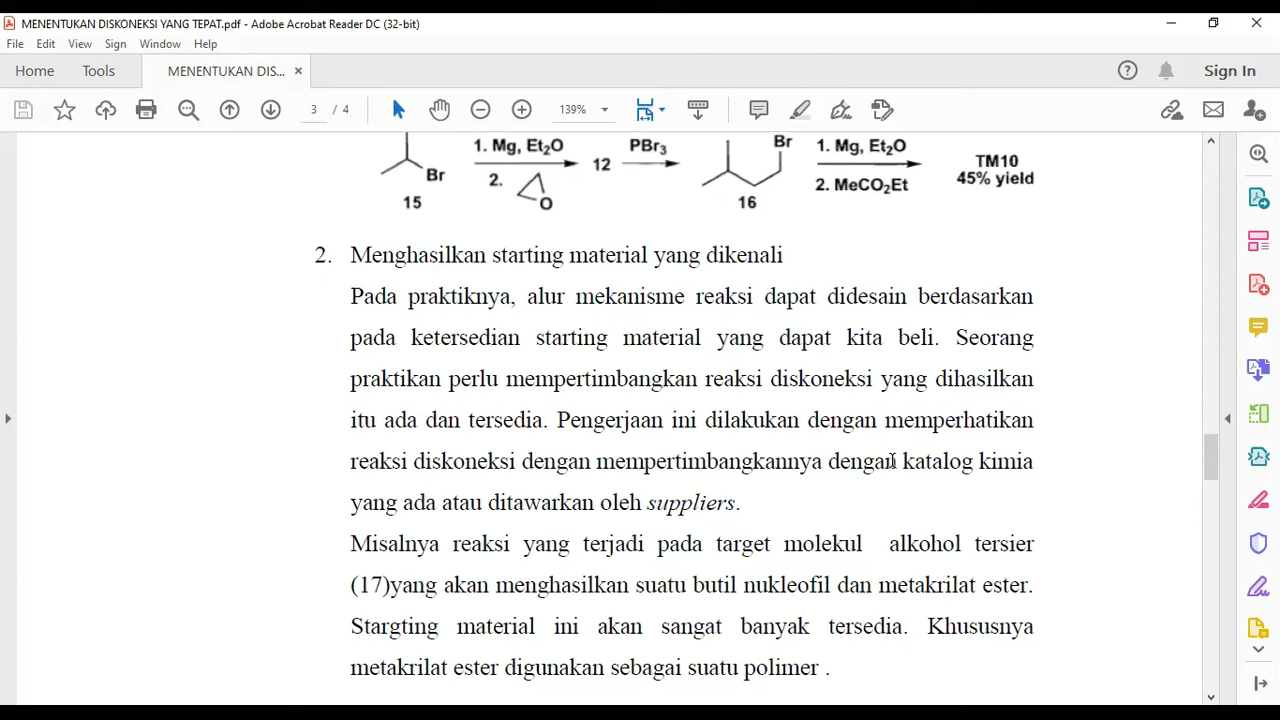 MENENTUKAN DISKONEKSI YANG TEPAT.pdf - Adobe Acrobat Reader DC (32-bit)
File Edit View Sign Window Help
Home Tools MENENTUKAN DIS... × Sign In
3 / 4 139%
1. Mg, Et2O PBr3 Br 1. Mg, Et2O
Br 2. O 12 2. MeCO2Et TM10
45% yield
15 16
2. Menghasilkan starting material yang dikenali
Pada praktiknya, alur mekanisme reaksi dapat didesain berdasarkan
pada ketersedian starting material yang dapat kita beli. Seorang
praktikan perlu mempertimbangkan reaksi diskoneksi yang dihasilkan
itu ada dan tersedia. Pengerjaan ini dilakukan dengan memperhatikan
reaksi diskoneksi dengan mempertimbangkannya dengan katalog kimia
yang ada atau ditawarkan oleh suppliers.
Misalnya reaksi yang terjadi pada target molekul alkohol tersier
(17)yang akan menghasilkan suatu butil nukleofil dan metakrilat ester.
Stargting material ini akan sangat banyak tersedia. Khususnya
metakrilat ester digunakan sebagai suatu polimer .